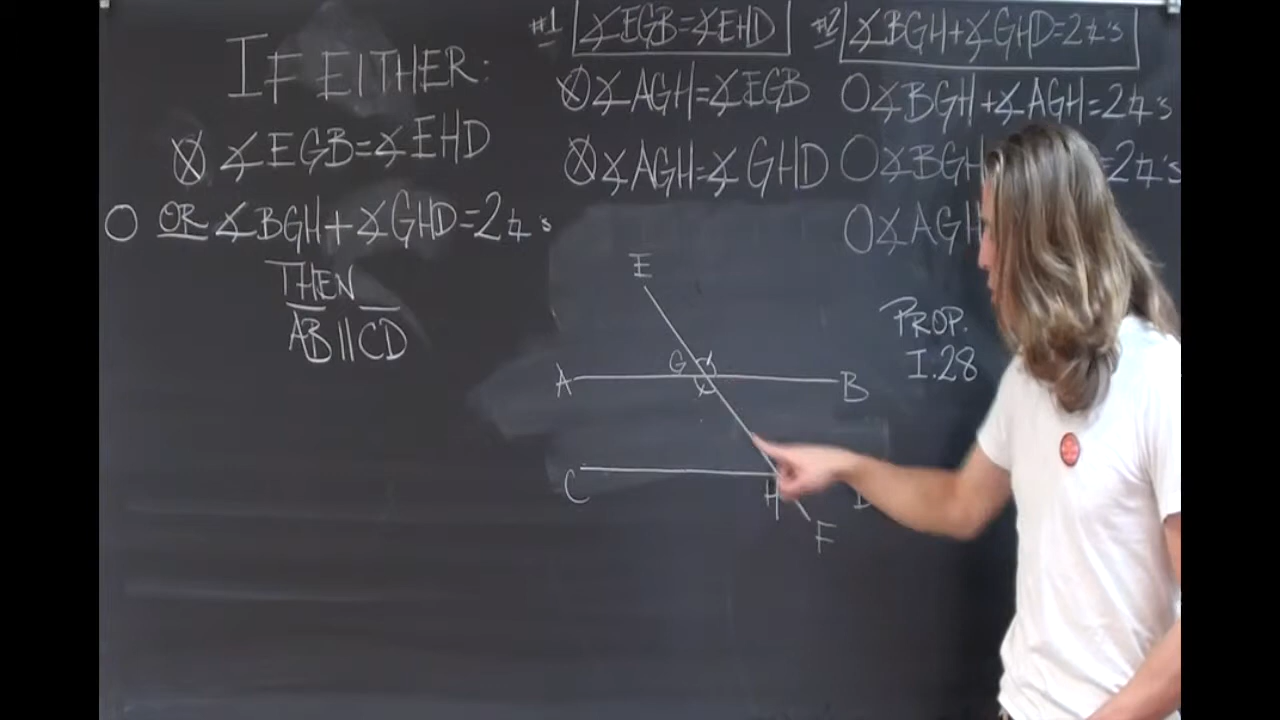 IF EITHER:
∡EGB=∡EHD
OR ∡BGH+∡GHD=2∟'s
THEN
AB∥CD
#1 ∡EGB=∡EHD
∡AGH=∡EGB
∡AGH=∡GHD
#2 ∡BGH+∡GHD=2∟'s
∡BGH+∡AGH=2∟'s
∡BGH =2∟'s
∡AGH
PROP.
I.28
E
G
A B
C H D
F